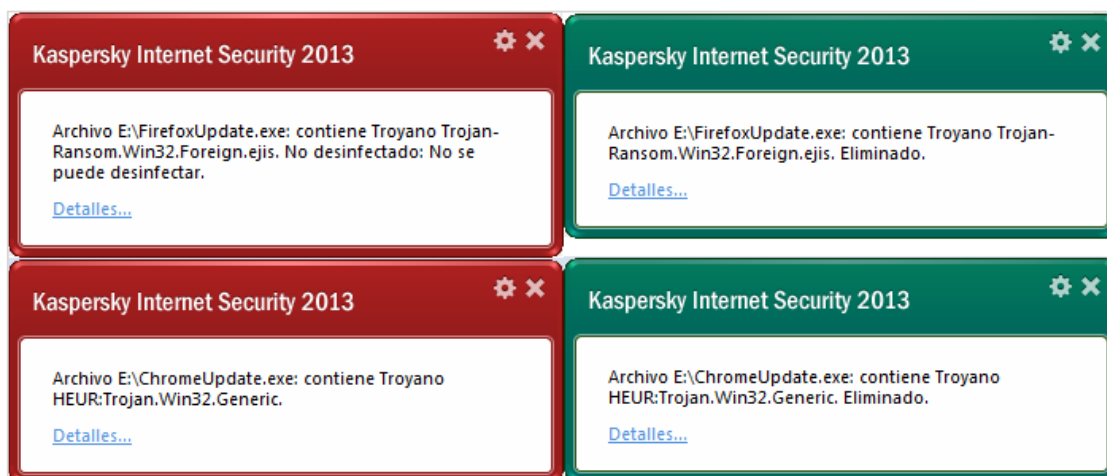 Kaspersky Internet Security 2013
Archivo E:\FirefoxUpdate.exe: contiene Troyano Trojan-
Ransom.Win32.Foreign.ejis. No desinfectado: No se
puede desinfectar.
Detalles...
Kaspersky Internet Security 2013
Archivo E:\FirefoxUpdate.exe: contiene Troyano Trojan-
Ransom.Win32.Foreign.ejis. Eliminado.
Detalles...
Kaspersky Internet Security 2013
Archivo E:\ChromeUpdate.exe: contiene Troyano
HEUR:Trojan.Win32.Generic.
Detalles...
Kaspersky Internet Security 2013
Archivo E:\ChromeUpdate.exe: contiene Troyano
HEUR:Trojan.Win32.Generic. Eliminado.
Detalles...